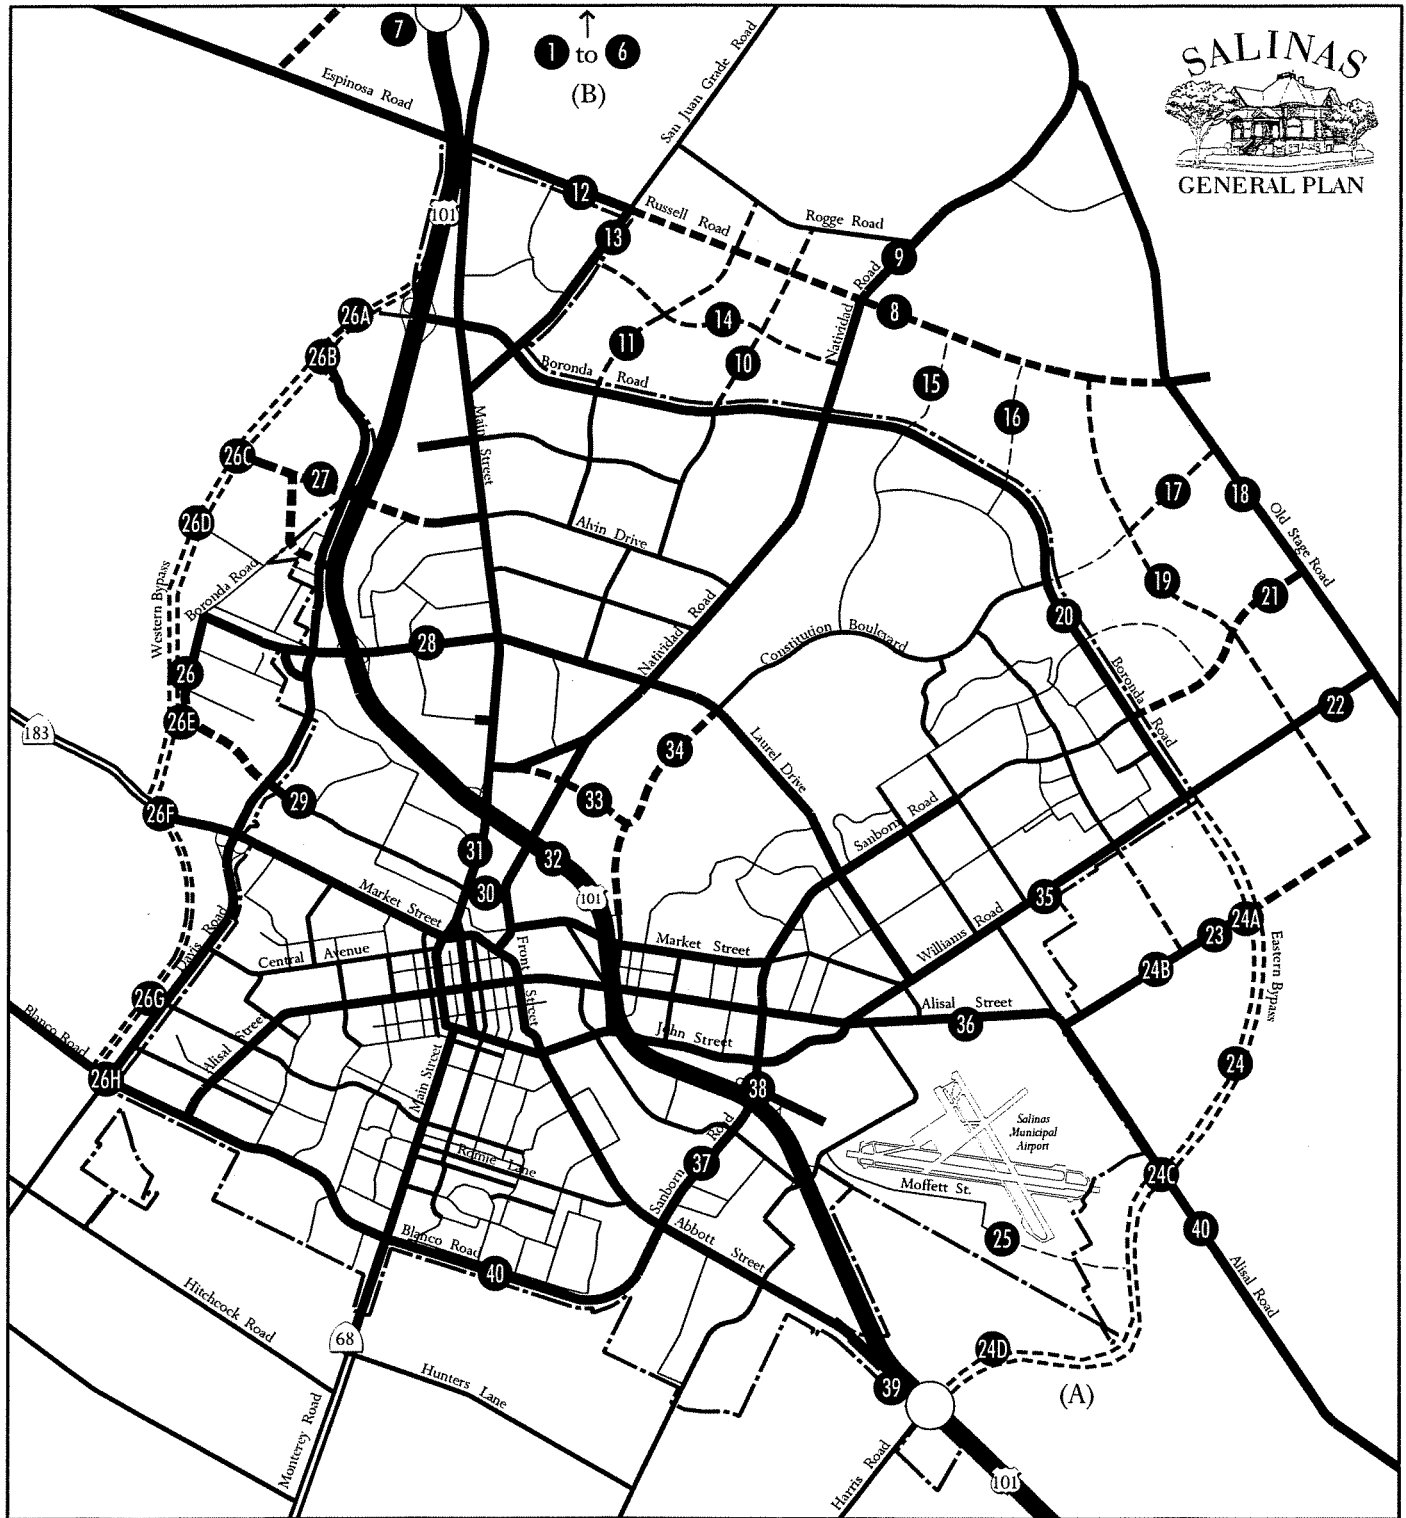 7
1 to 6
(B)
SALINAS
GENERAL PLAN
Espinosa Road
San Juan Grade Road
12
101
Russell Road
Rogge Road
13
9
Natividad Road
8
26A
14
11
10
26B
Boronda Road
15
16
Main Street
26C
27
17
18
Old Stage Road
26D
Alvin Drive
Western Bypass
Boronda Road
19
21
Natividad Road
20
28
Constitution Boulevard
26
Boronda Road
22
26E
183
34
Laurel Drive
33
29
26F
Sanborn Road
31
32
30
101
Market Street
35
Williams Road
24A
23
Davis Road
Central Avenue
Front Street
Market Street
24B
Eastern Bypass
26G
Blanco Road
Alisal Street
John Street
Alisal Street
36
26H
Main Street
38
24
Salinas
Municipal
Airport
Romie Lane
Sanborn Road
37
Moffett St.
24C
Abbott Street
25
40
Blanco Road
40
Alisal Road
Hitchcock Road
68
24D
Hunters Lane
39
(A)
Monterey Road
Harris Road
101